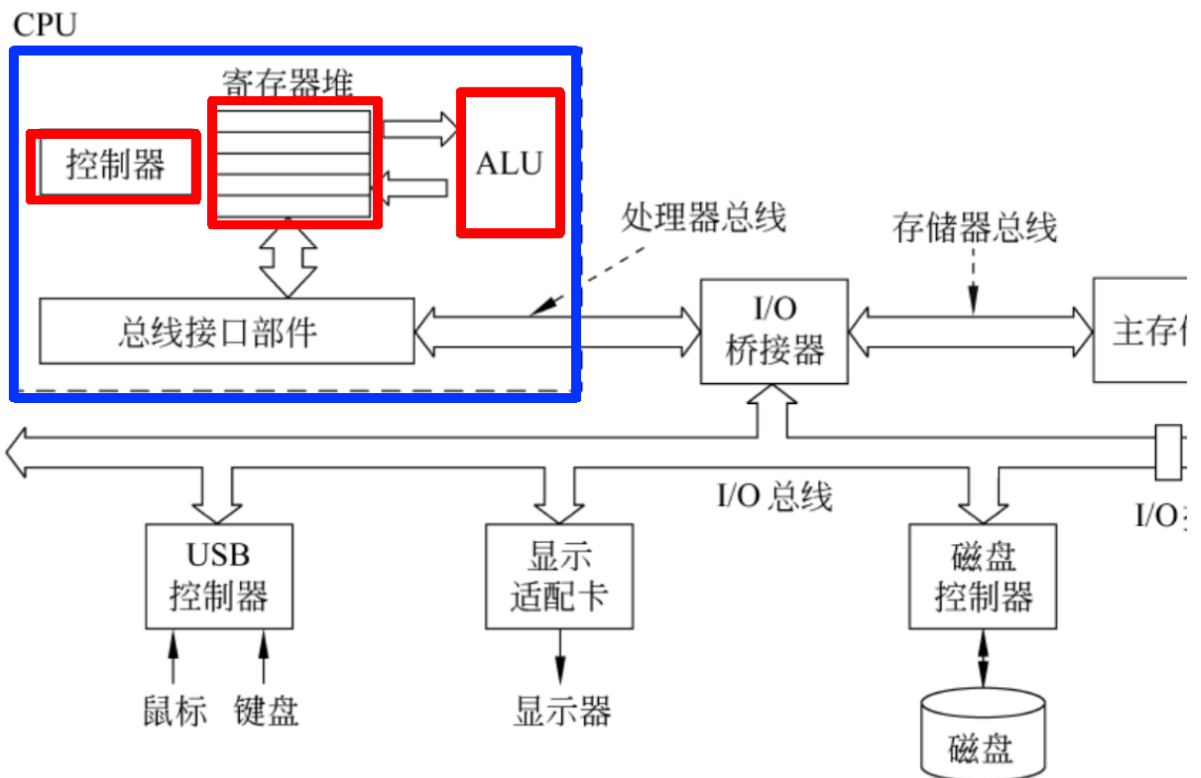 CPU
寄存器堆
控制器
ALU
处理器总线
存储器总线
总线接口部件
I/O
桥接器
主存
I/O 总线
I/O
USB
控制器
显示
适配卡
磁盘
控制器
鼠标
键盘
显示器
磁盘